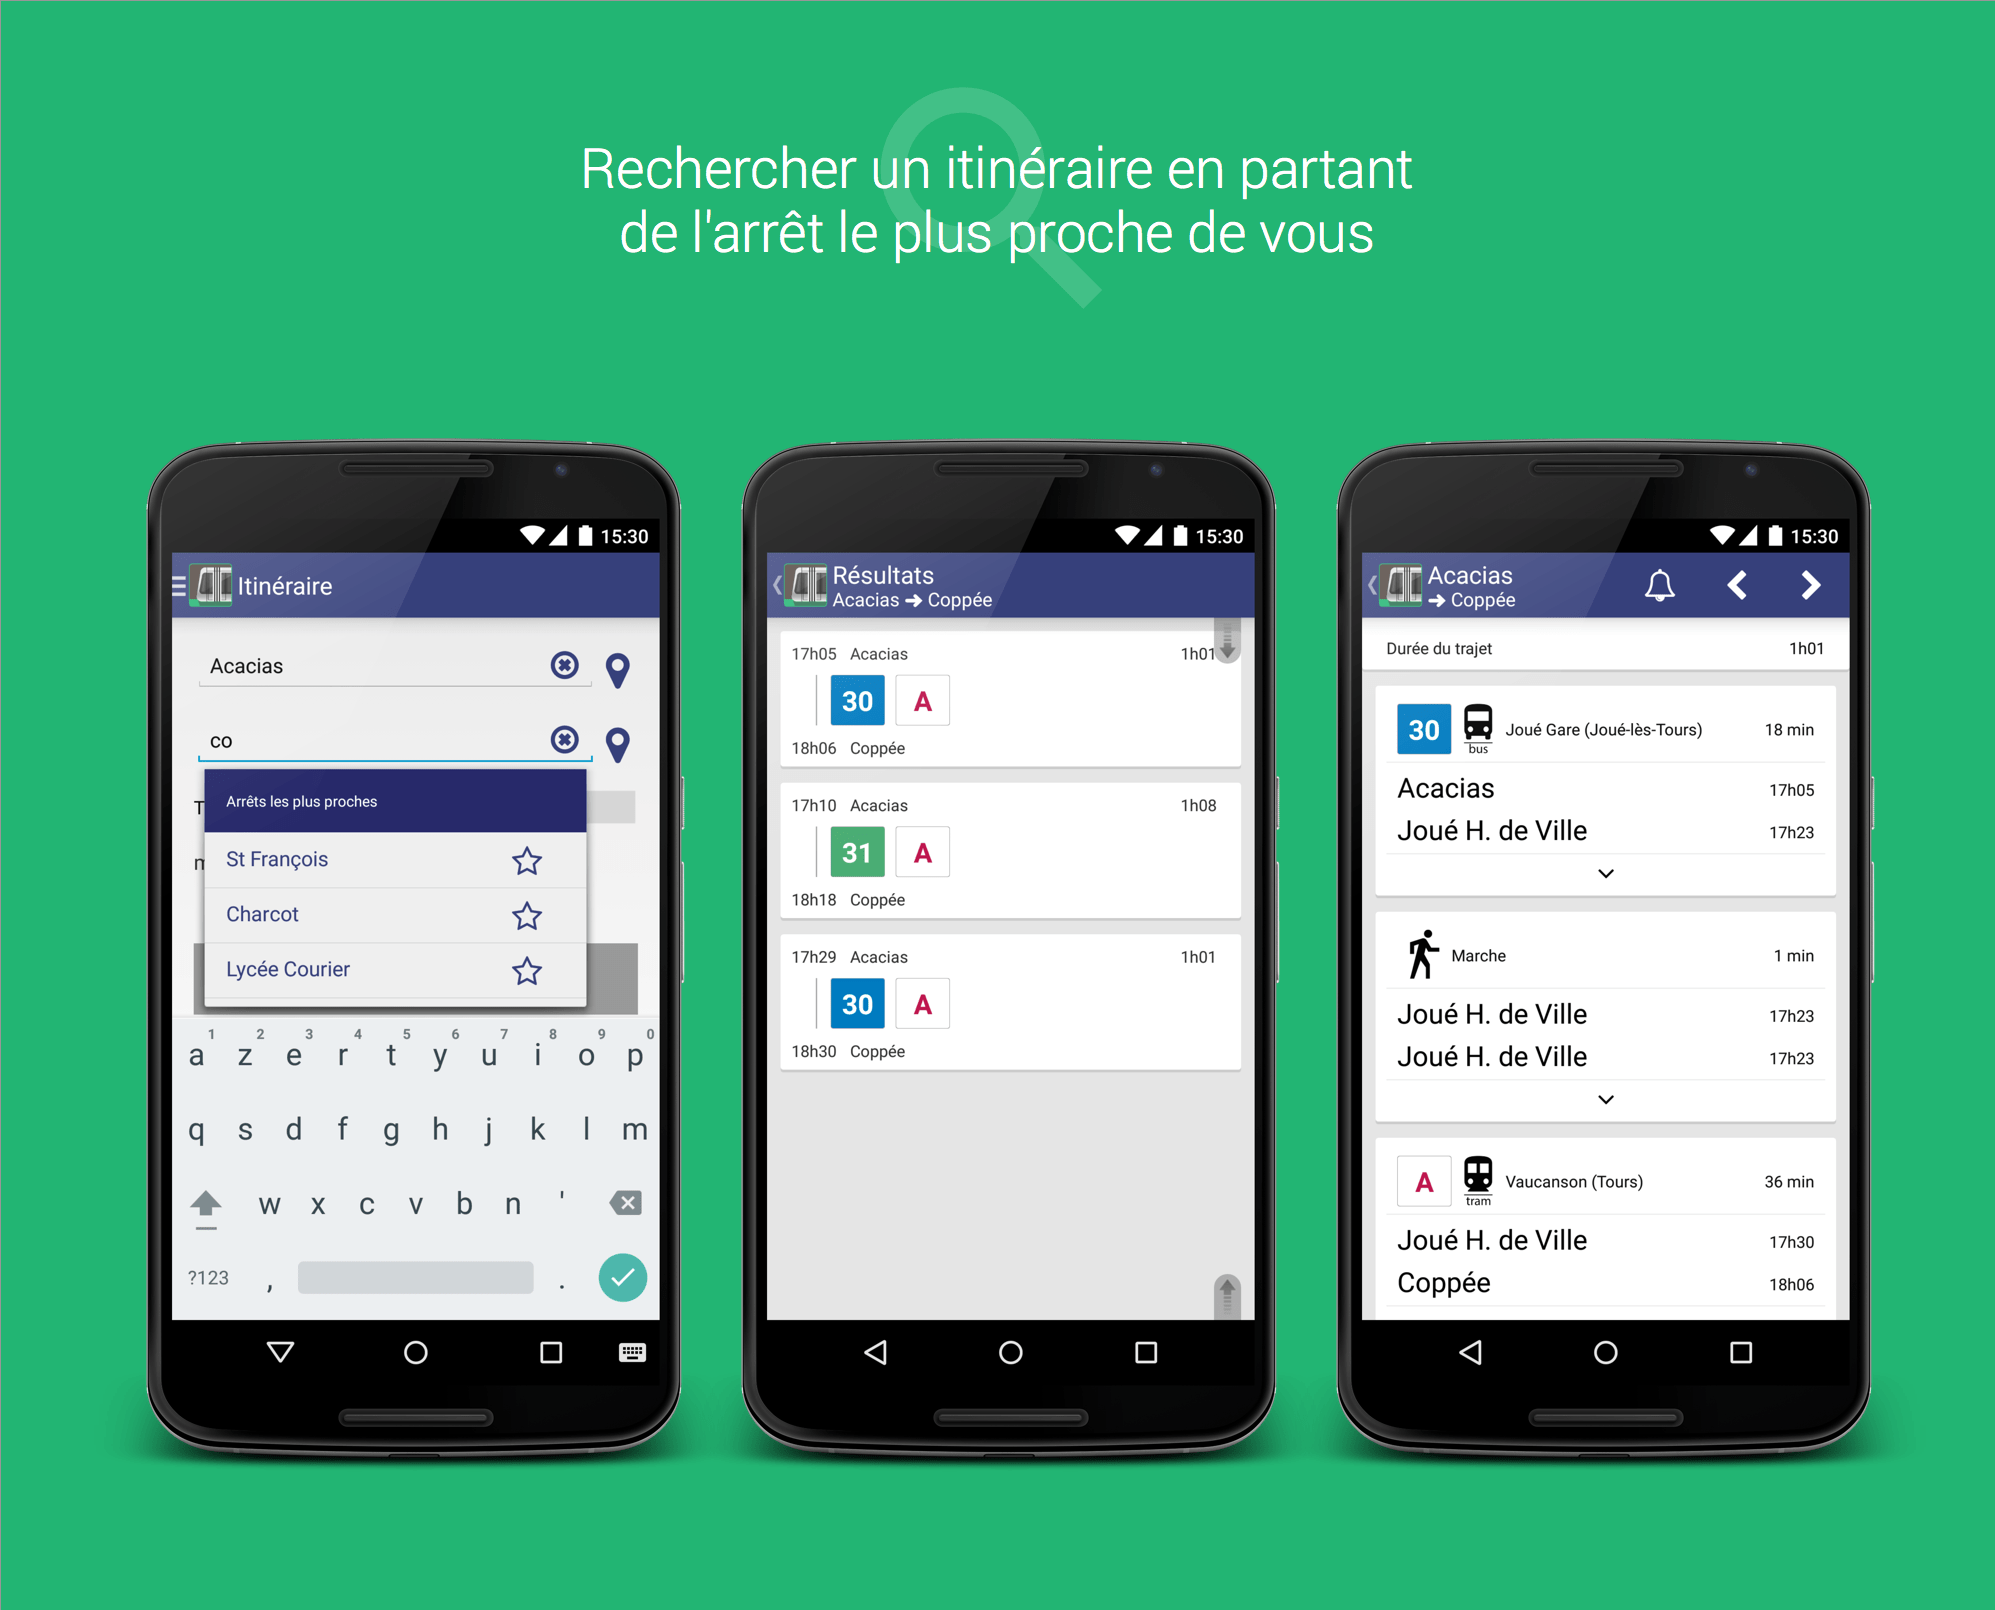 Rechercher un itinéraire en partant
de l'arrêt le plus proche de vous
15:30
Itinéraire
Acacias
co
T
Arrêts les plus proches
St François
Charcot
Lycée Courier
1 2 3 4 5 6 7 8 9 0
a z e r t y u i o p
q s d f g h j k l m
w x c v b n '
?123 , .
15:30
Résultats
Acacias → Coppée
17h05 Acacias 1h01
30 A
18h06 Coppée
17h10 Acacias 1h08
31 A
18h18 Coppée
17h29 Acacias 1h01
30 A
18h30 Coppée
15:30
Acacias
→ Coppée
Durée du trajet 1h01
30 bus Joué Gare (Joué-lès-Tours) 18 min
Acacias 17h05
Joué H. de Ville 17h23
Marche 1 min
Joué H. de Ville 17h23
Joué H. de Ville 17h23
A tram Vaucanson (Tours) 36 min
Joué H. de Ville 17h30
Coppée 18h06